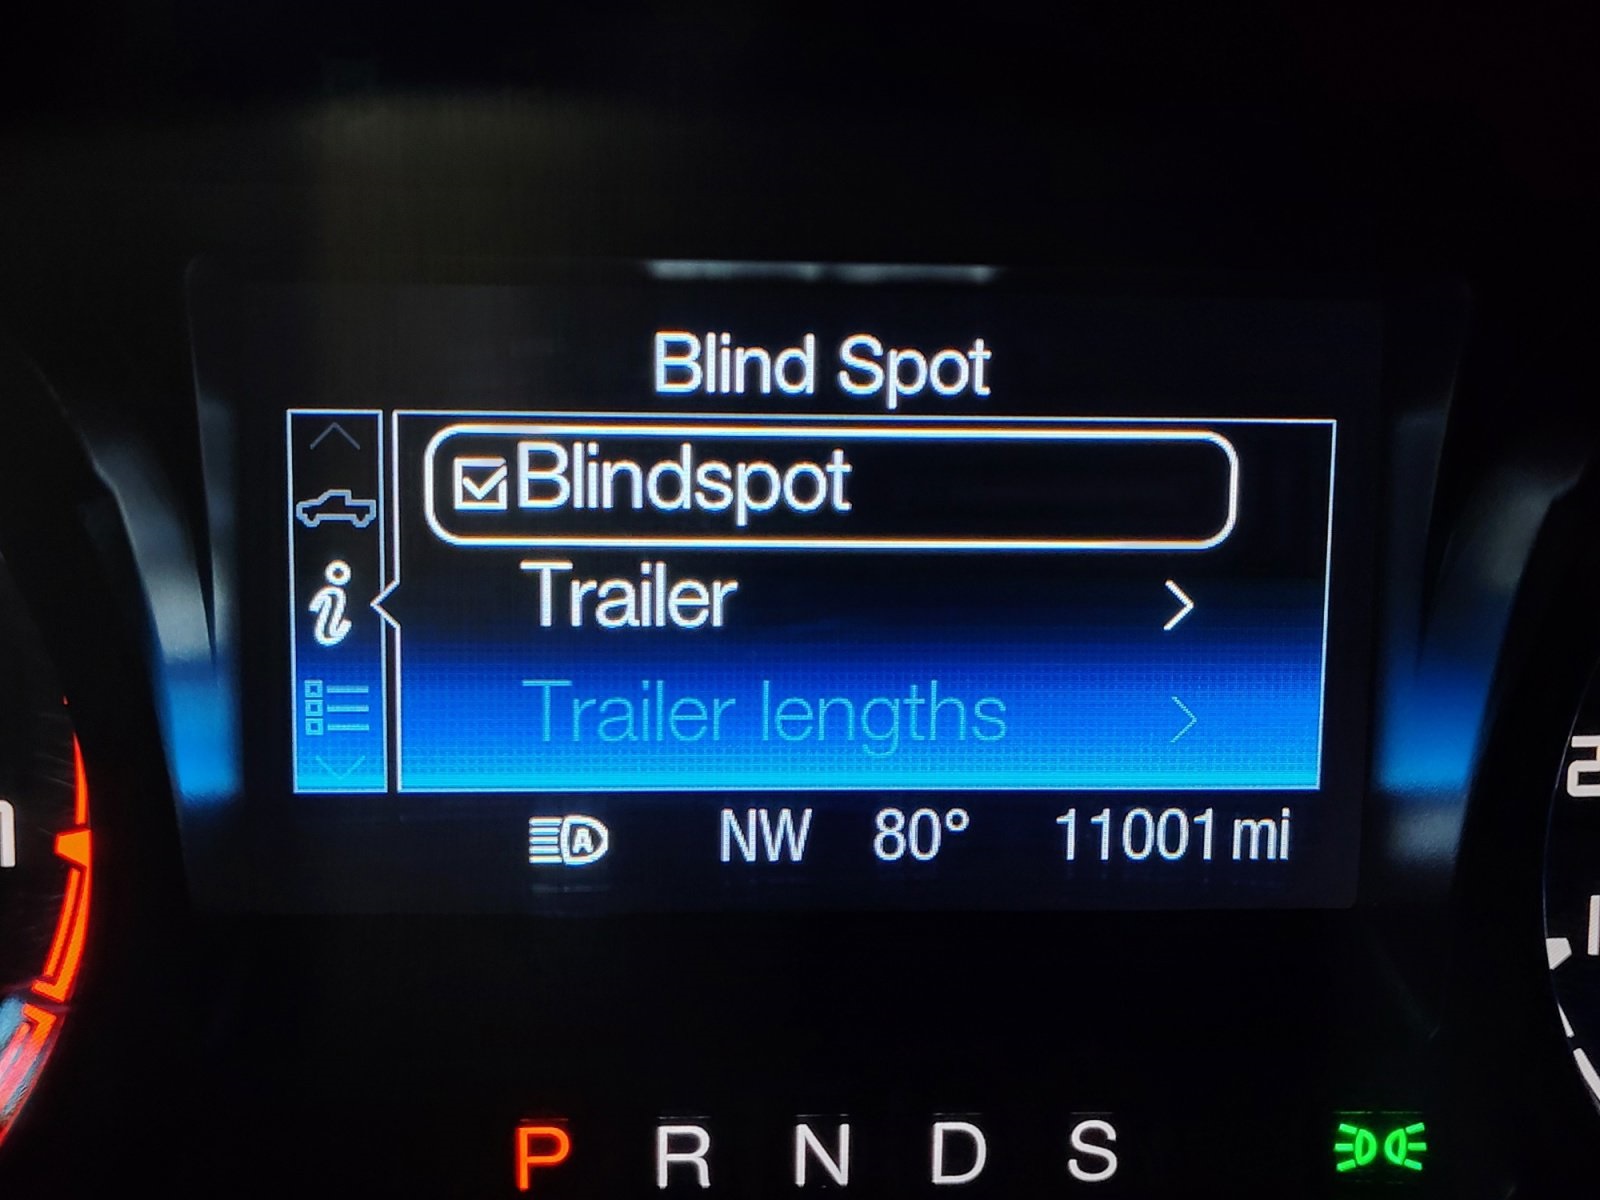 Blind Spot
Blindspot
Trailer
Trailer lengths
A NW 80° 11001 mi
P R N D S